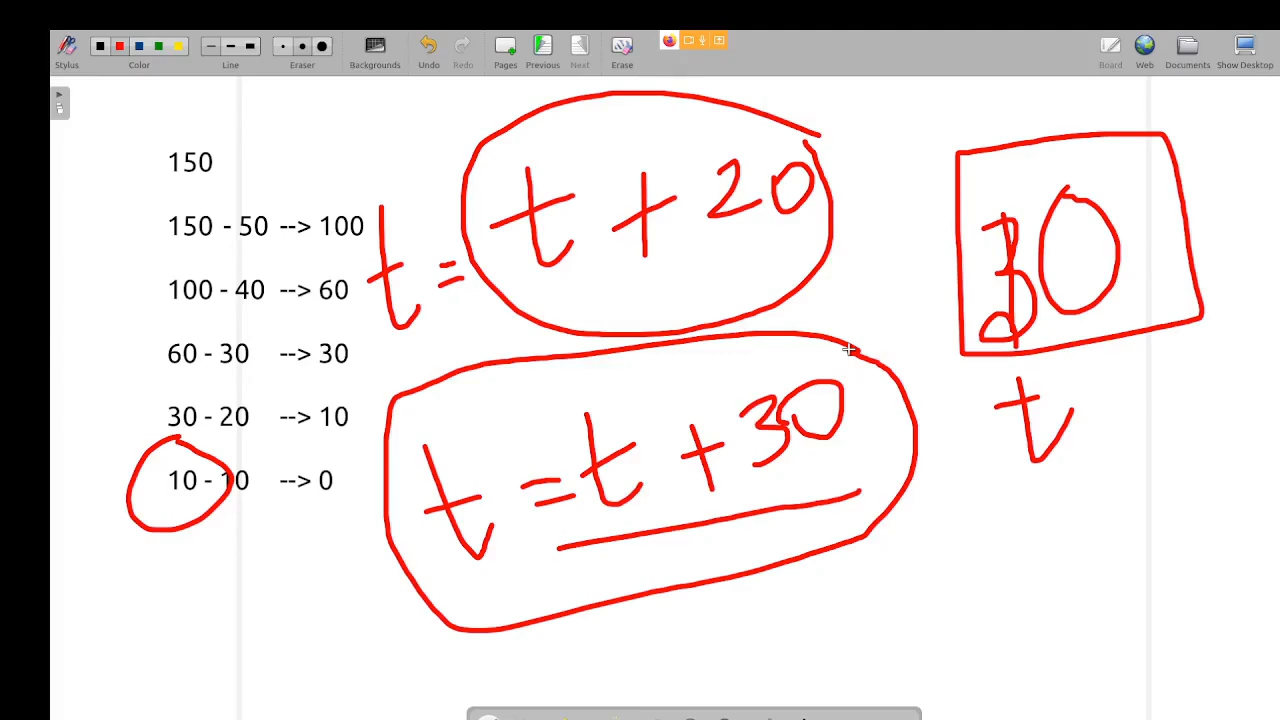 Stylus Color Line Eraser Backgrounds Undo Redo Pages Previous Next Erase Board Web Documents Show Desktop
150
150 - 50 --> 100
100 - 40 --> 60
60 - 30 --> 30
30 - 20 --> 10
10 - 10 --> 0
t = t + 20
t = t + 30
t